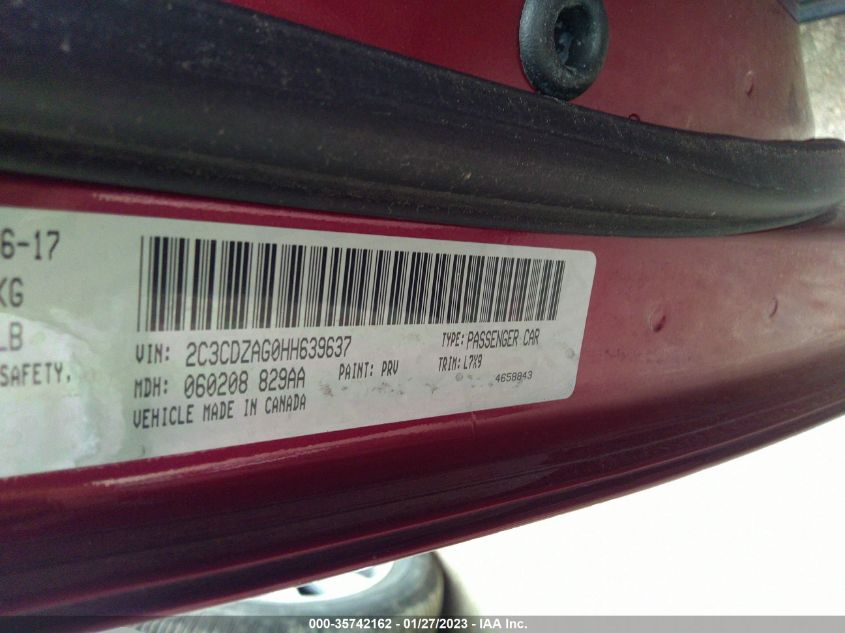 6-17
KG
LB
SAFETY,
VIN: 2C3CDZAG0HH639637
TYPE: PASSENGER CAR
MDH: 060208 829AA
PAINT: PRV
TRIM: L7X9
VEHICLE MADE IN CANADA
4658843
000-35742162 - 01/27/2023 - © IAA Inc.